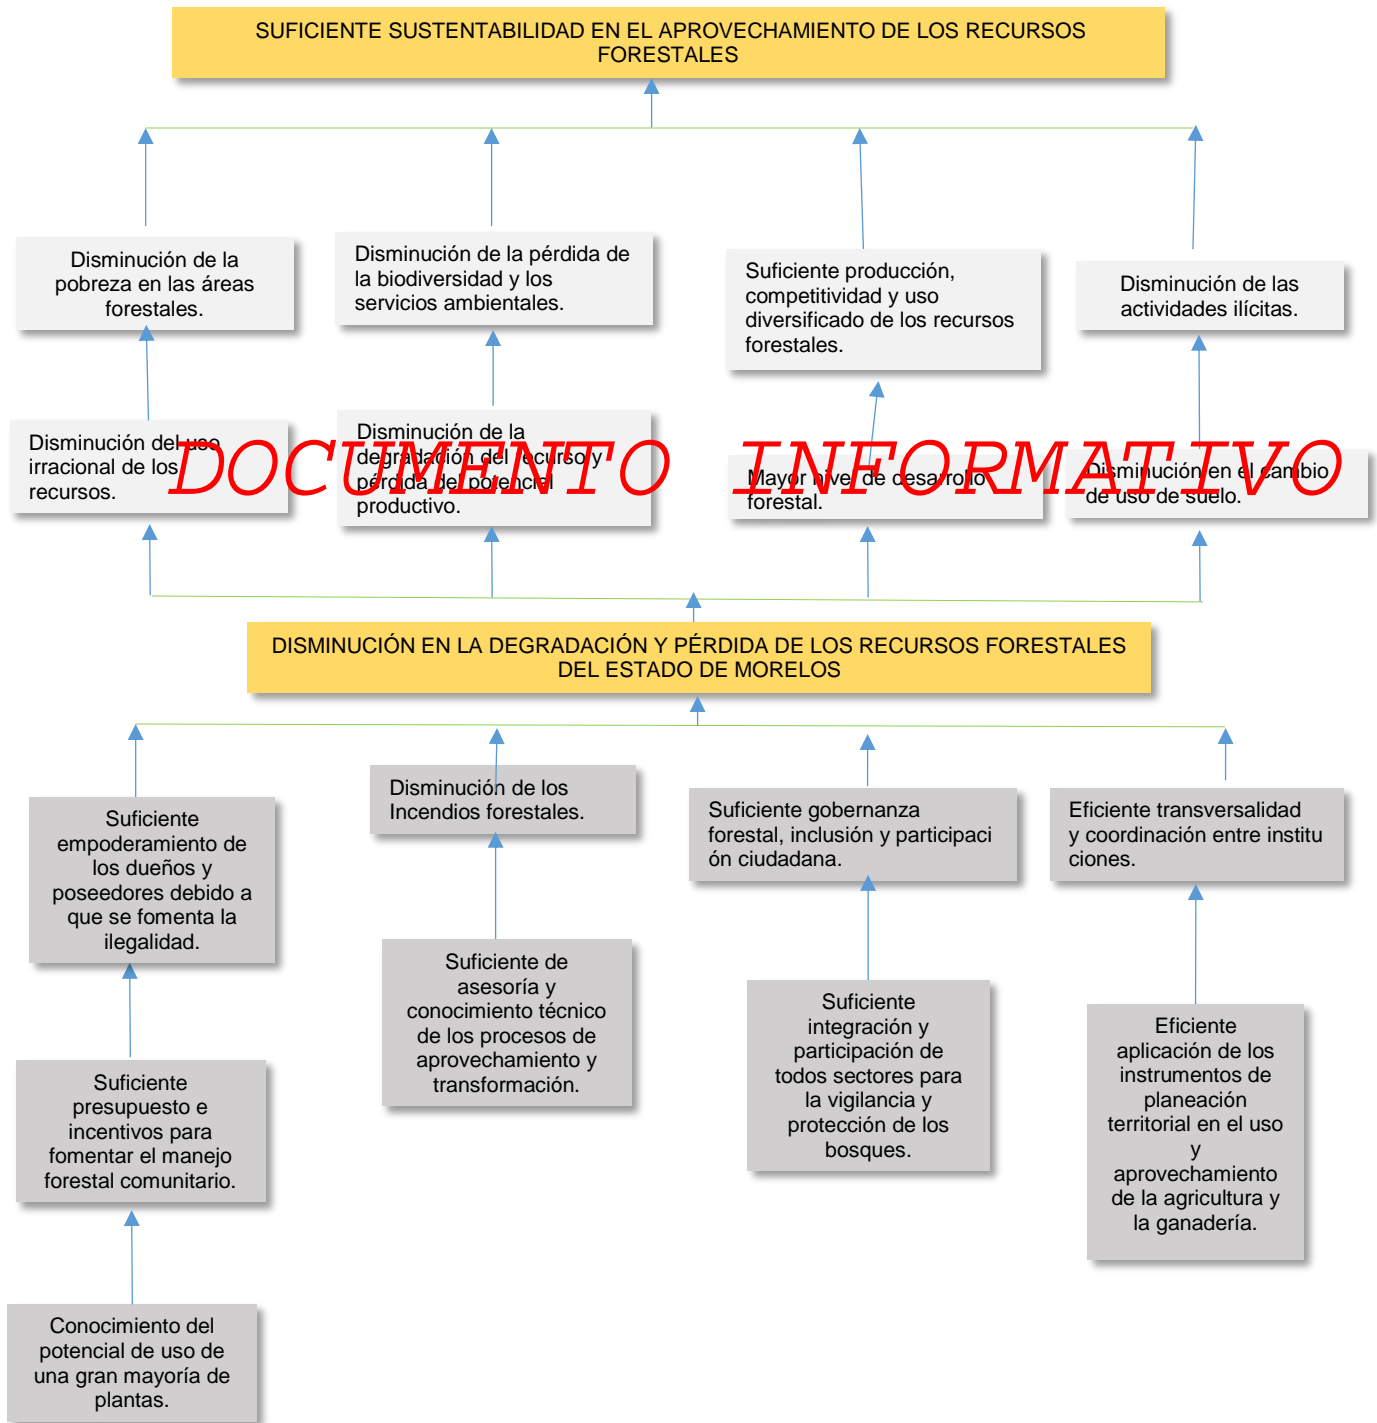 SUFICIENTE SUSTENTABILIDAD EN EL APROVECHAMIENTO DE LOS RECURSOS
FORESTALES
Disminución de la
pobreza en las áreas
forestales.
Disminución de la pérdida de
la biodiversidad y los
servicios ambientales.
Suficiente producción,
competitividad y uso
diversificado de los recursos
forestales.
Disminución de las
actividades ilícitas.
Disminución del uso
irracional de los
recursos.
Disminución de la
degradación del recurso y
pérdida del potencial
productivo.
Mayor nivel de desarrollo
forestal.
Disminución en el cambio
de uso de suelo.
DOCUMENTO INFORMATIVO
DISMINUCIÓN EN LA DEGRADACIÓN Y PÉRDIDA DE LOS RECURSOS FORESTALES
DEL ESTADO DE MORELOS
Suficiente
empoderamiento de
los dueños y
poseedores debido a
que se fomenta la
ilegalidad.
Disminución de los
Incendios forestales.
Suficiente gobernanza
forestal, inclusión y participaci
ón ciudadana.
Eficiente transversalidad
y coordinación entre institu
ciones.
Suficiente
presupuesto e
incentivos para
fomentar el manejo
forestal comunitario.
Suficiente de
asesoría y
conocimiento técnico
de los procesos de
aprovechamiento y
transformación.
Suficiente
integración y
participación de
todos sectores para
la vigilancia y
protección de los
bosques.
Eficiente
aplicación de los
instrumentos de
planeación
territorial en el uso
y
aprovechamiento
de la agricultura y
la ganadería.
Conocimiento del
potencial de uso de
una gran mayoría de
plantas.